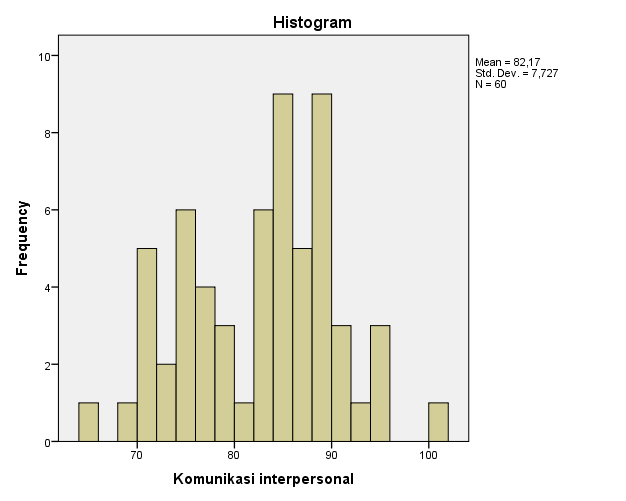 Histogram
Mean = 82,17
Std. Dev. = 7,727
N = 60
Frequency
10
8
6
4
2
0
70 80 90 100
Komunikasi interpersonal